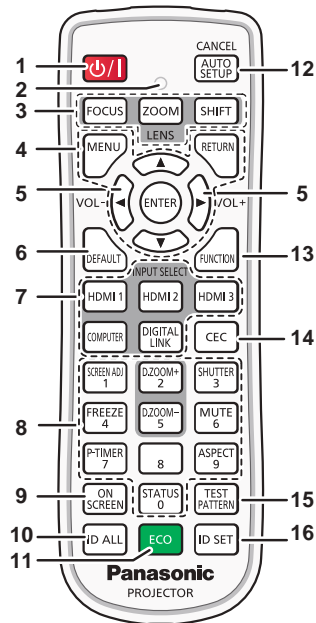 CANCEL
1
AUTO
SETUP
12
2
3
FOCUS ZOOM SHIFT
LENS
4
MENU RETURN
5
5
VOL- ENTER VOL+
6
DEFAULT FUNCTION
13
INPUT SELECT
7
HDMI 1 HDMI 2 HDMI 3
COMPUTER
DIGITAL
LINK
CEC
14
SCREEN ADJ
1
D.ZOOM+
2
SHUTTER
3
8
FREEZE
4
D.ZOOM-
5
MUTE
6
P-TIMER
7
8
ASPECT
9
9
ON
SCREEN
STATUS
0
TEST
PATTERN
15
10
ID ALL ECO ID SET
16
11
Panasonic
PROJECTOR